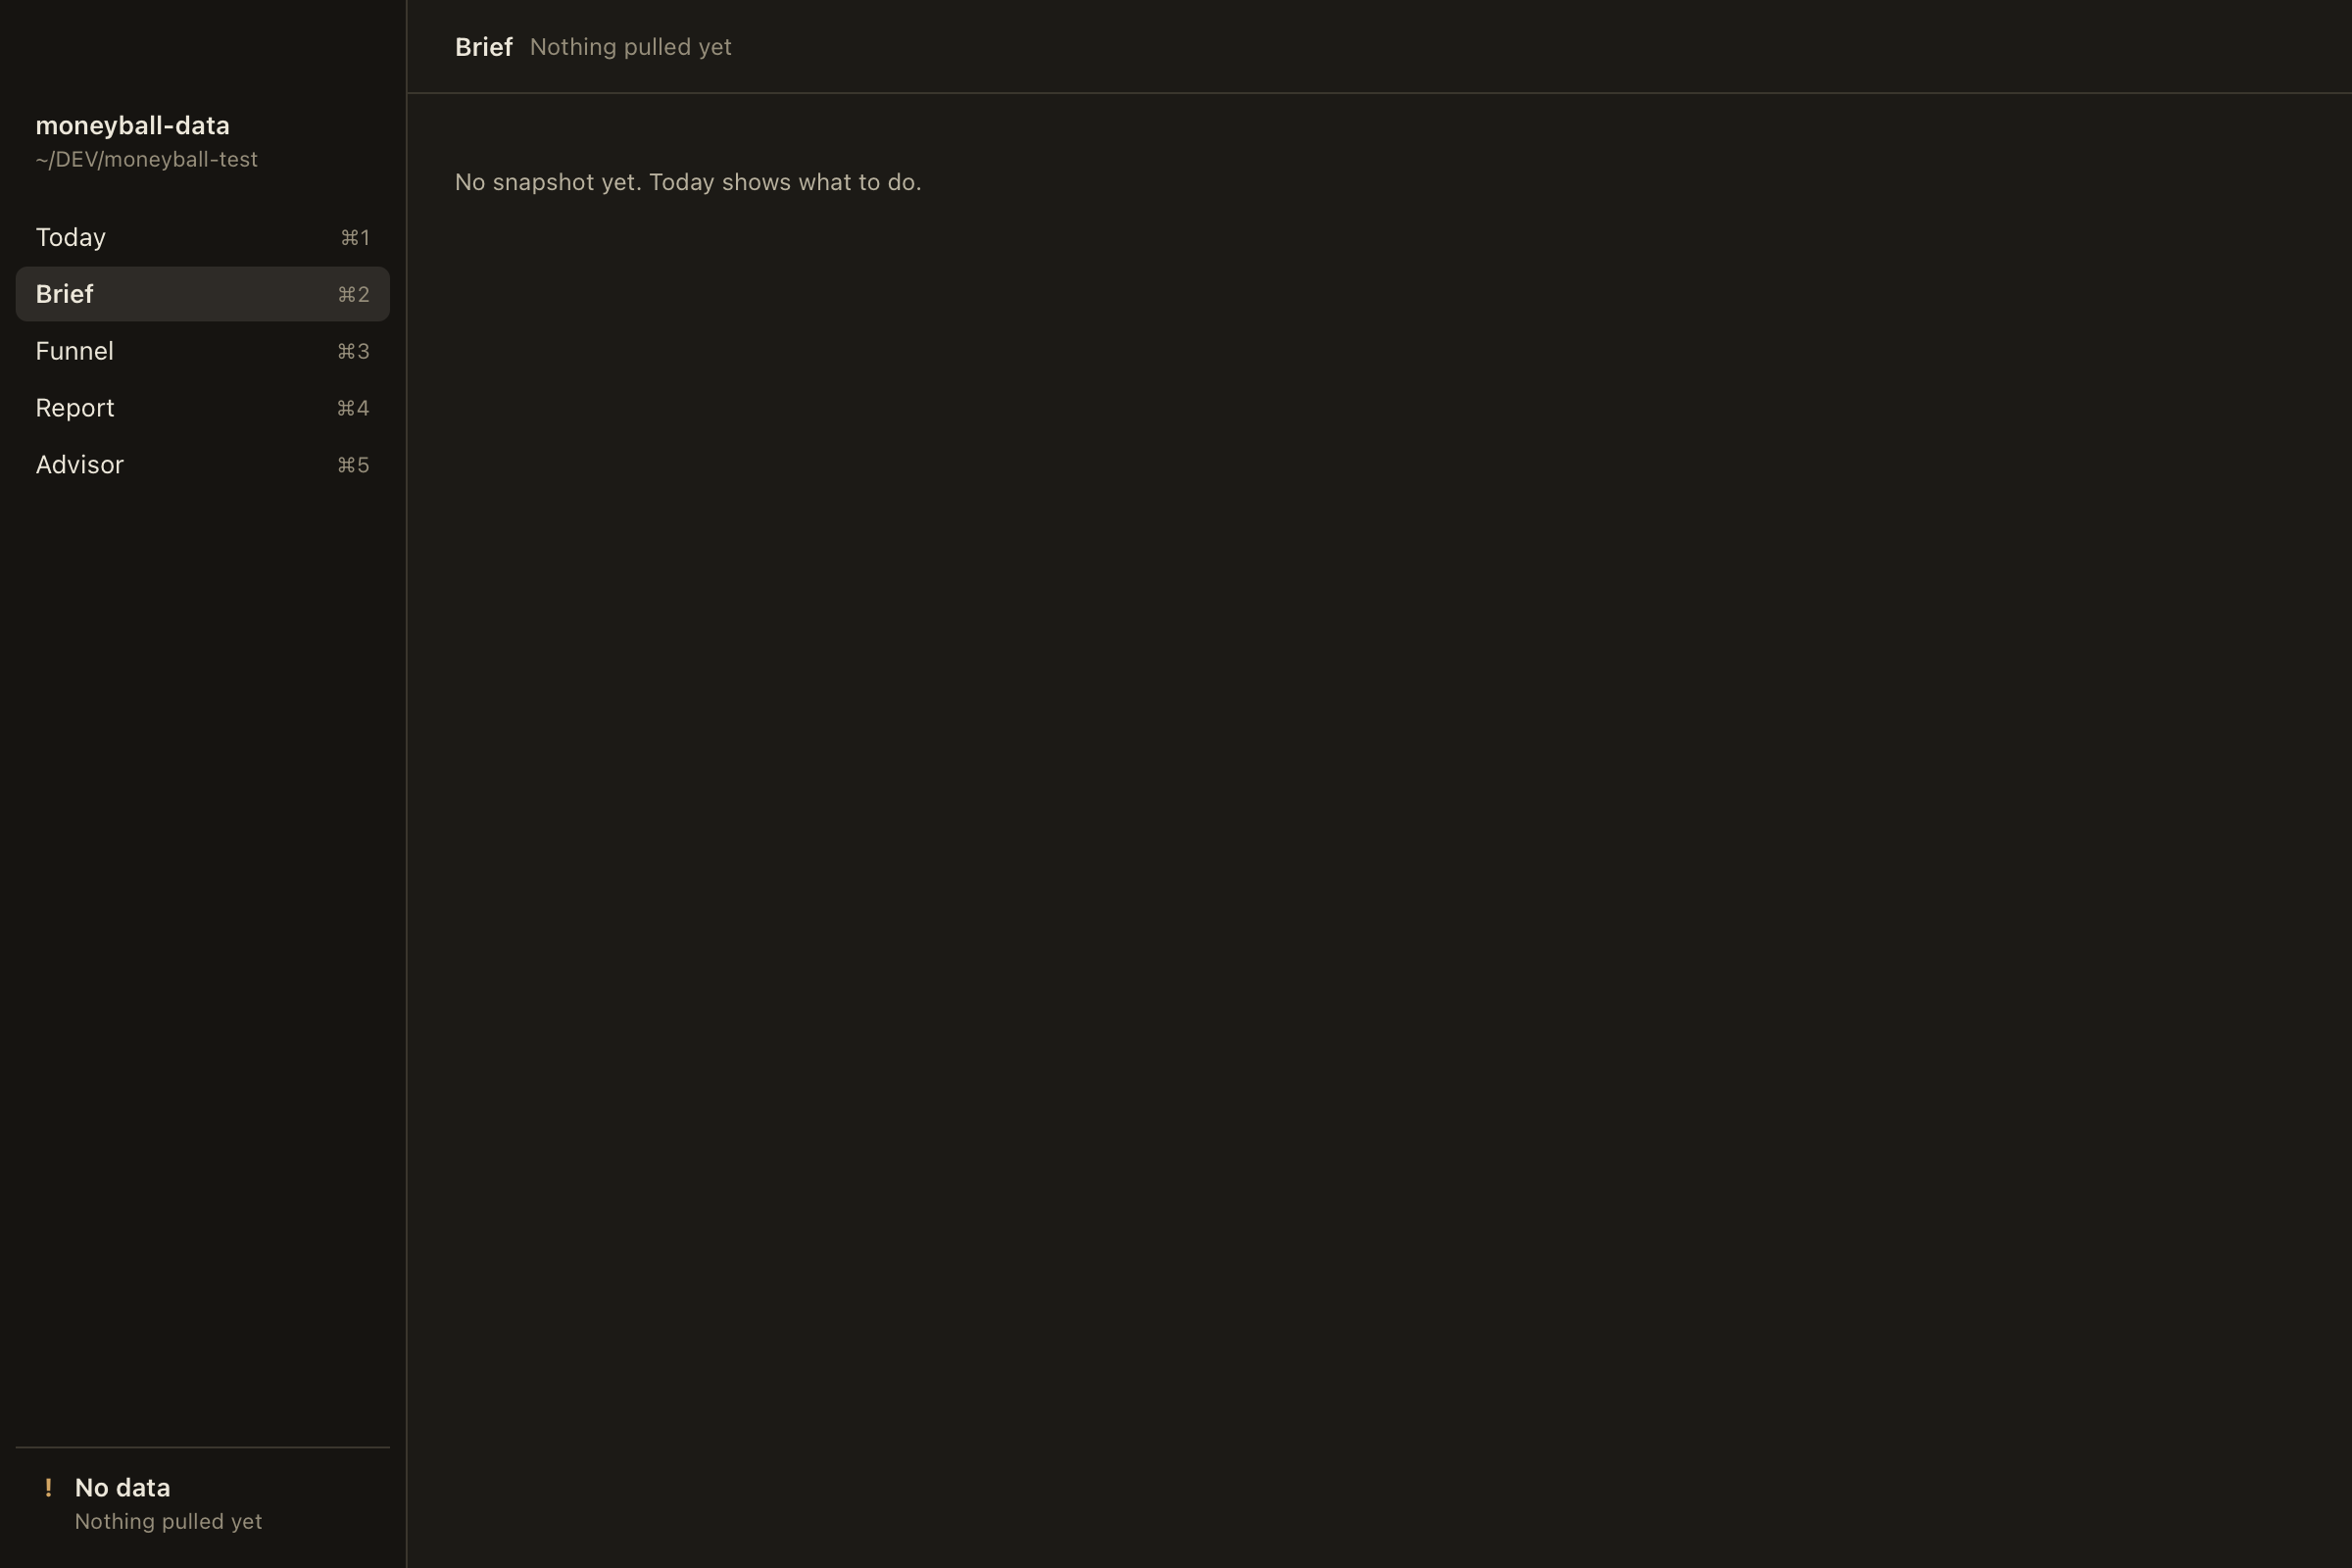 moneyball-data
~/DEV/moneyball-test
Today ⌘1
Brief ⌘2
Funnel ⌘3
Report ⌘4
Advisor ⌘5
! No data
Nothing pulled yet
Brief Nothing pulled yet
No snapshot yet. Today shows what to do.